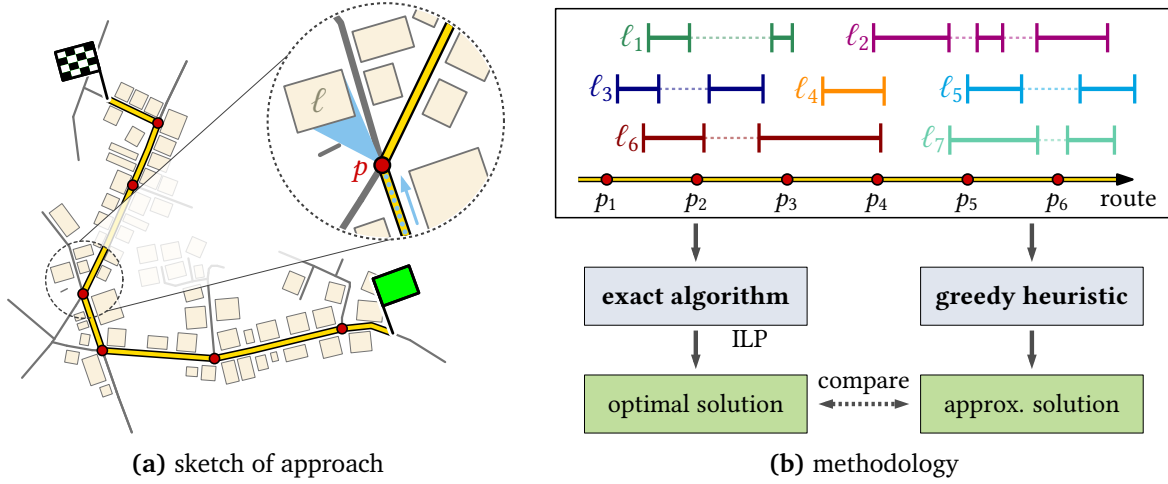 ℓ
p
(a) sketch of approach
ℓ1 ℓ2
ℓ3 ℓ4 ℓ5
ℓ6 ℓ7
p1 p2 p3 p4 p5 p6 route
exact algorithm greedy heuristic
ILP
compare
optimal solution approx. solution
(b) methodology